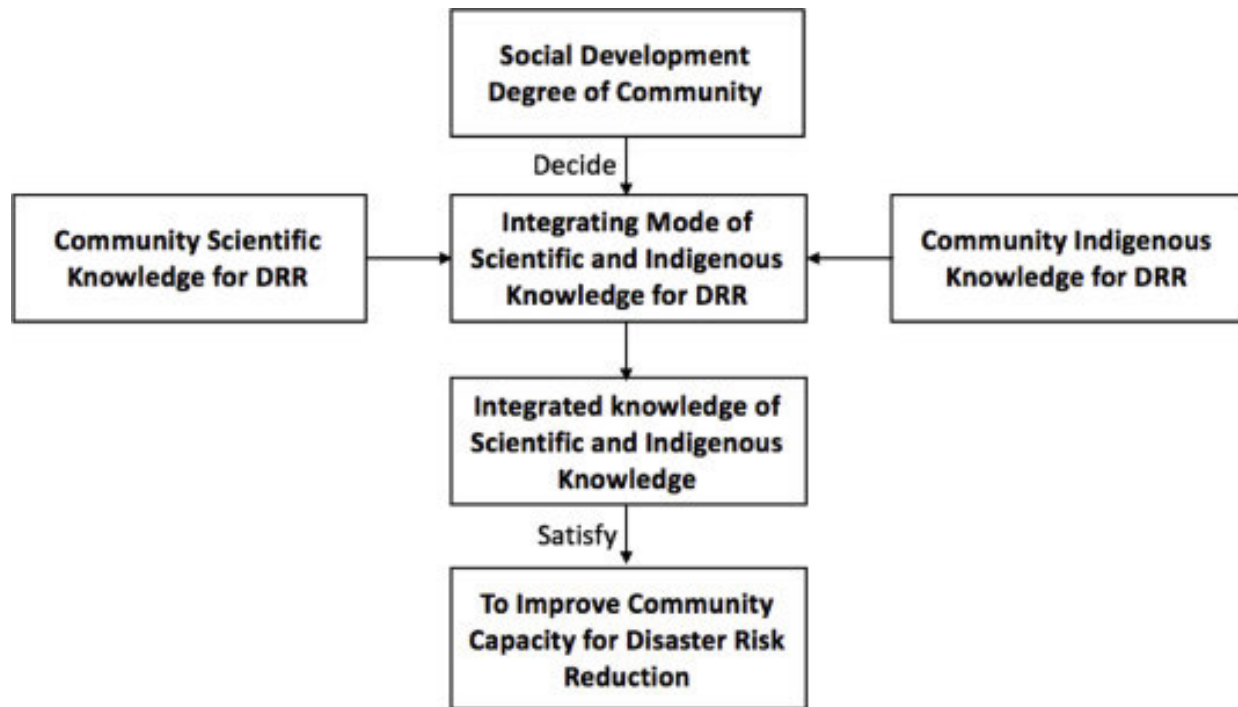 Social Development
Degree of Community
Decide
Community Scientific
Knowledge for DRR
Integrating Mode of
Scientific and Indigenous
Knowledge for DRR
Community Indigenous
Knowledge for DRR
Integrated knowledge of
Scientific and Indigenous
Knowledge
Satisfy
To Improve Community
Capacity for Disaster Risk
Reduction